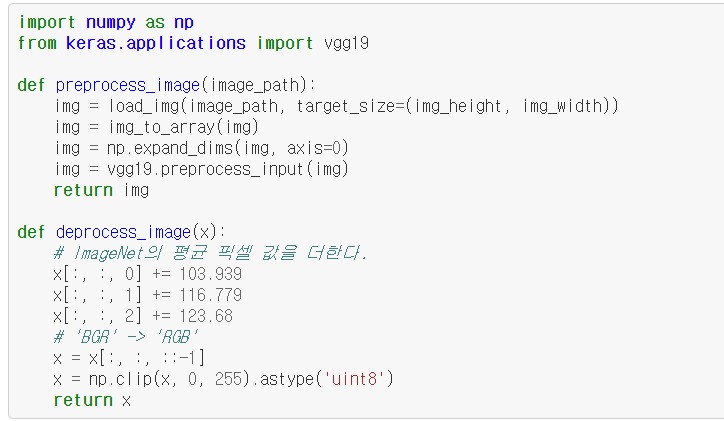 import numpy as np
from keras.applications import vgg19

def preprocess_image(image_path):
    img = load_img(image_path, target_size=(img_height, img_width))
    img = img_to_array(img)
    img = np.expand_dims(img, axis=0)
    img = vgg19.preprocess_input(img)
    return img

def deprocess_image(x):
    # ImageNet의 평균 픽셀 값을 더한다.
    x[:, :, 0] += 103.939
    x[:, :, 1] += 116.779
    x[:, :, 2] += 123.68
    # 'BGR' -> 'RGB'
    x = x[:, :, ::-1]
    x = np.clip(x, 0, 255).astype('uint8')
    return x